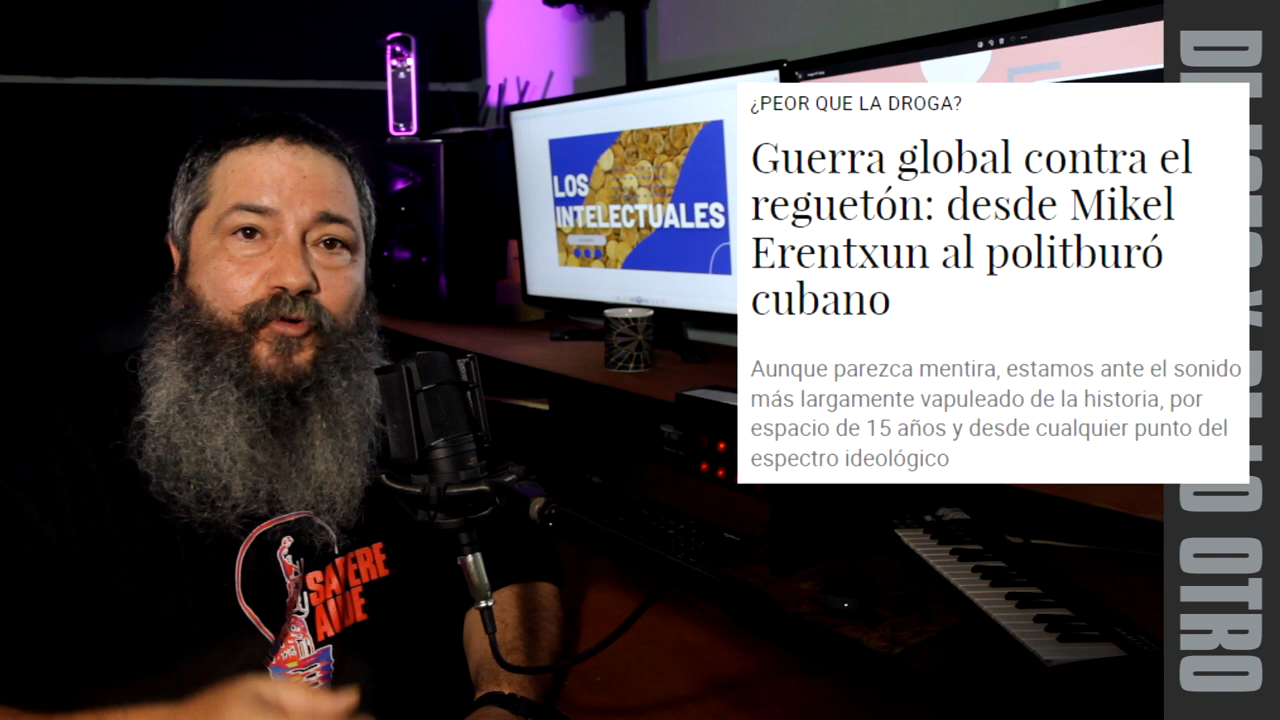 ¿PEOR QUE LA DROGA?
Guerra global contra el
reguetón: desde Mikel
Erentxun al politburó
cubano
Aunque parezca mentira, estamos ante el sonido
más largamente vapuleado de la historia, por
espacio de 15 años y desde cualquier punto del
espectro ideológico
LOS
INTELECTUALES
OTRO